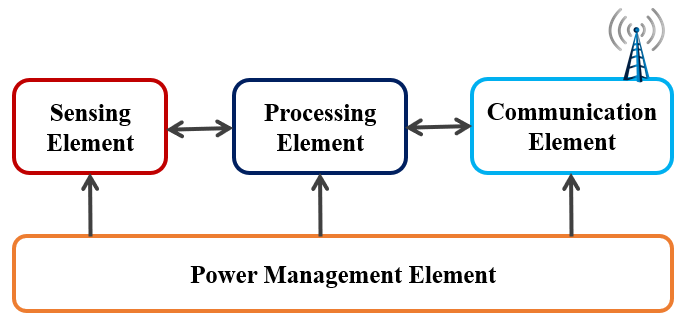 Sensing
Element
Processing
Element
Communication
Element
Power Management Element